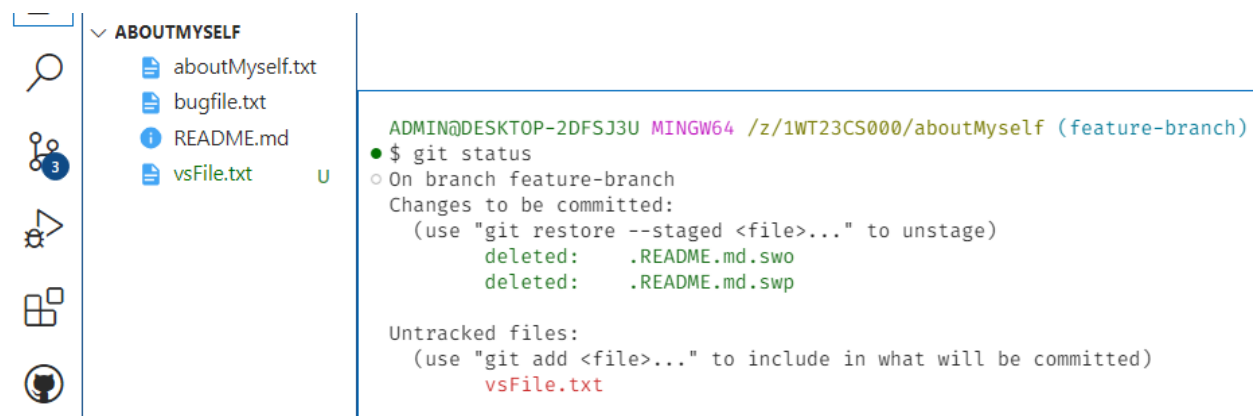 ABOUTMYSELF
aboutMyself.txt
bugfile.txt
README.md
vsFile.txt U
3
ADMIN@DESKTOP-2DFSJ3U MINGW64 /z/1WT23CS000/aboutMyself (feature-branch)
$ git status
On branch feature-branch
Changes to be committed:
(use "git restore --staged <file>..." to unstage)
deleted: .README.md.swo
deleted: .README.md.swp
Untracked files:
(use "git add <file>..." to include in what will be committed)
vsFile.txt